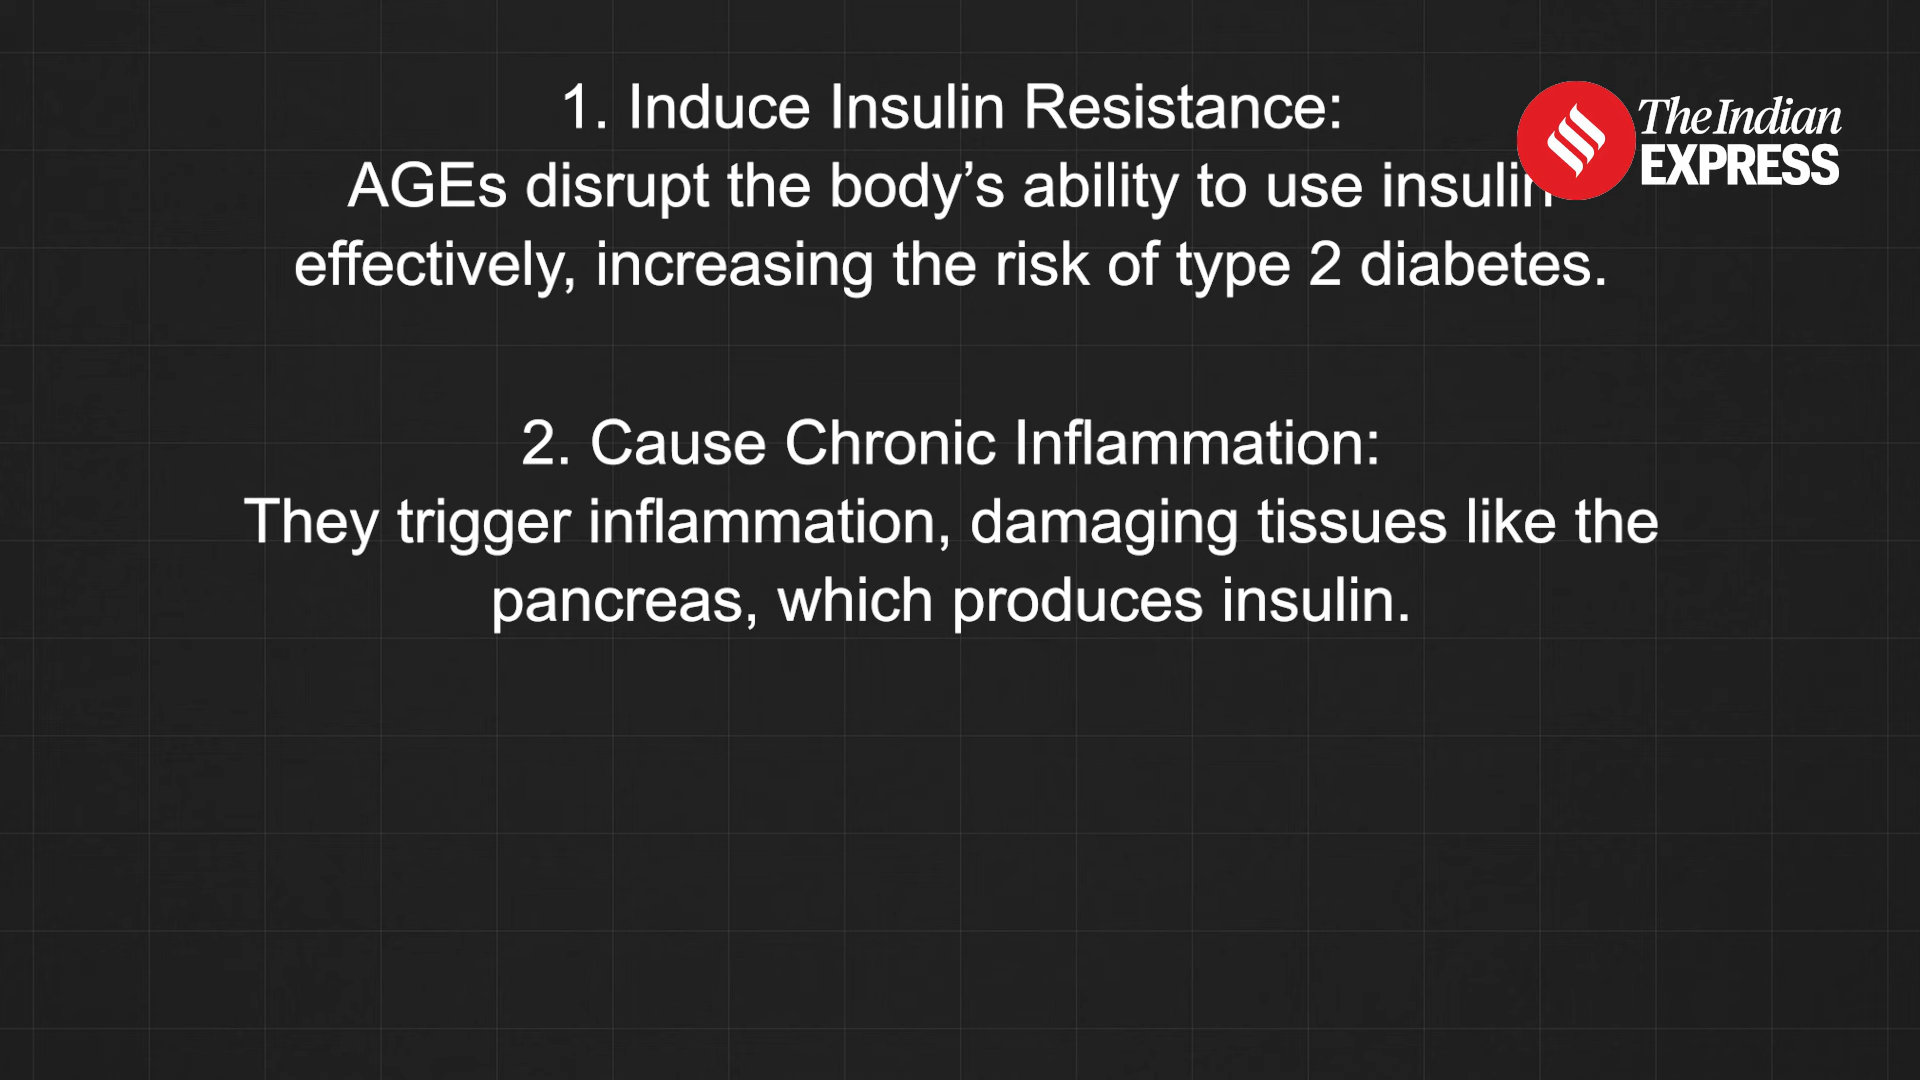 1. Induce Insulin Resistance:
The Indian
EXPRESS
AGEs disrupt the body’s ability to use insulin
effectively, increasing the risk of type 2 diabetes.
2. Cause Chronic Inflammation:
They trigger inflammation, damaging tissues like the
pancreas, which produces insulin.